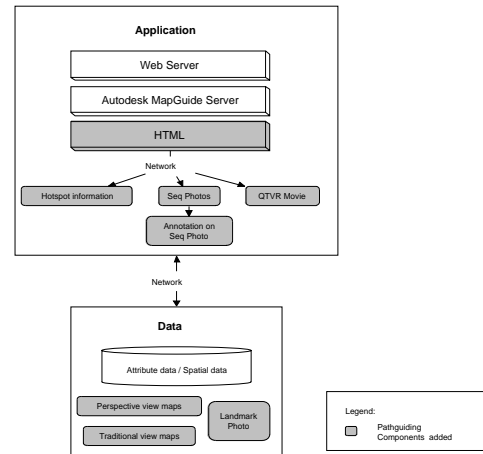 Application
Web Server
Autodesk MapGuide Server
HTML
Network
Hotspot information
Seq Photos
QTVR Movie
Annotation on
Seq Photo
Network
Data
Attribute data / Spatial data
Perspective view maps
Landmark
Photo
Traditional view maps
Legend:
Pathguiding
Components added